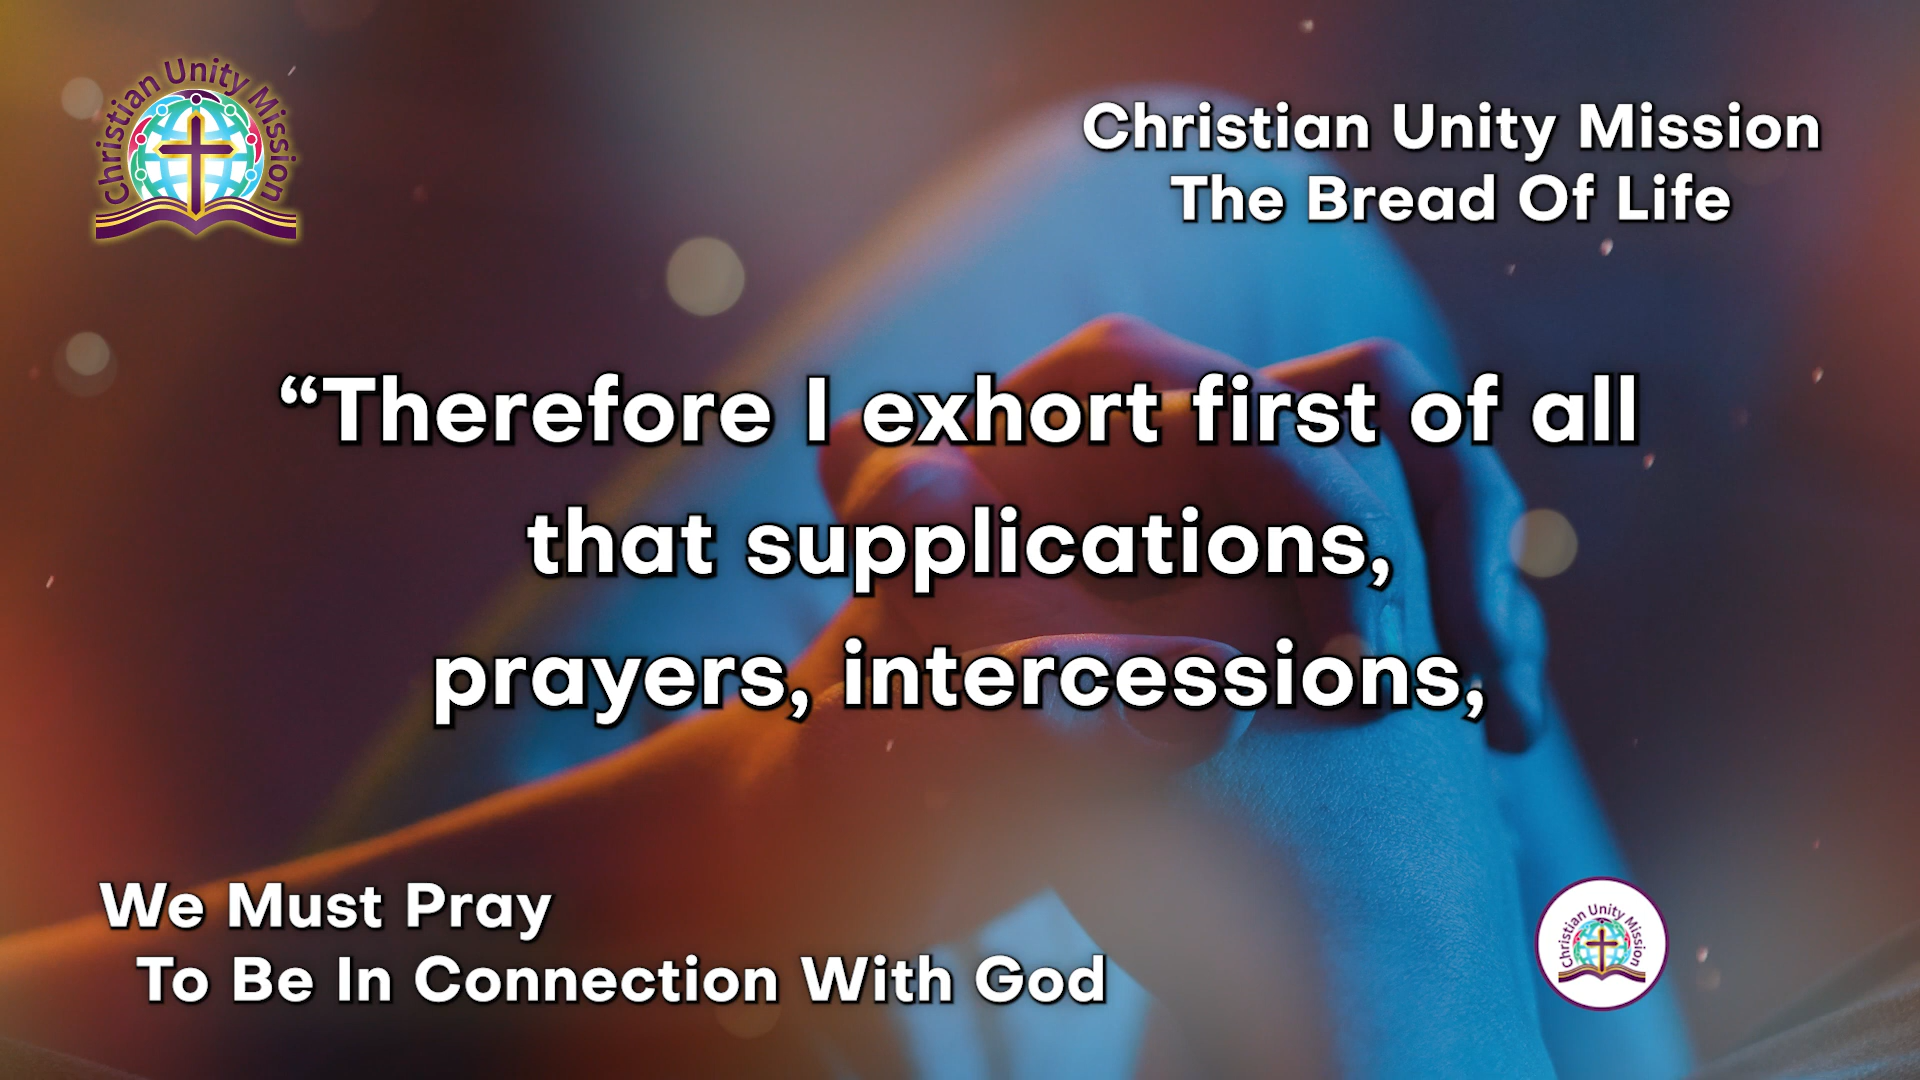 Christian Unity Mission
Christian Unity Mission
The Bread Of Life
“Therefore I exhort first of all
that supplications,
prayers, intercessions,
We Must Pray
To Be In Connection With God
Christian Unity Mission